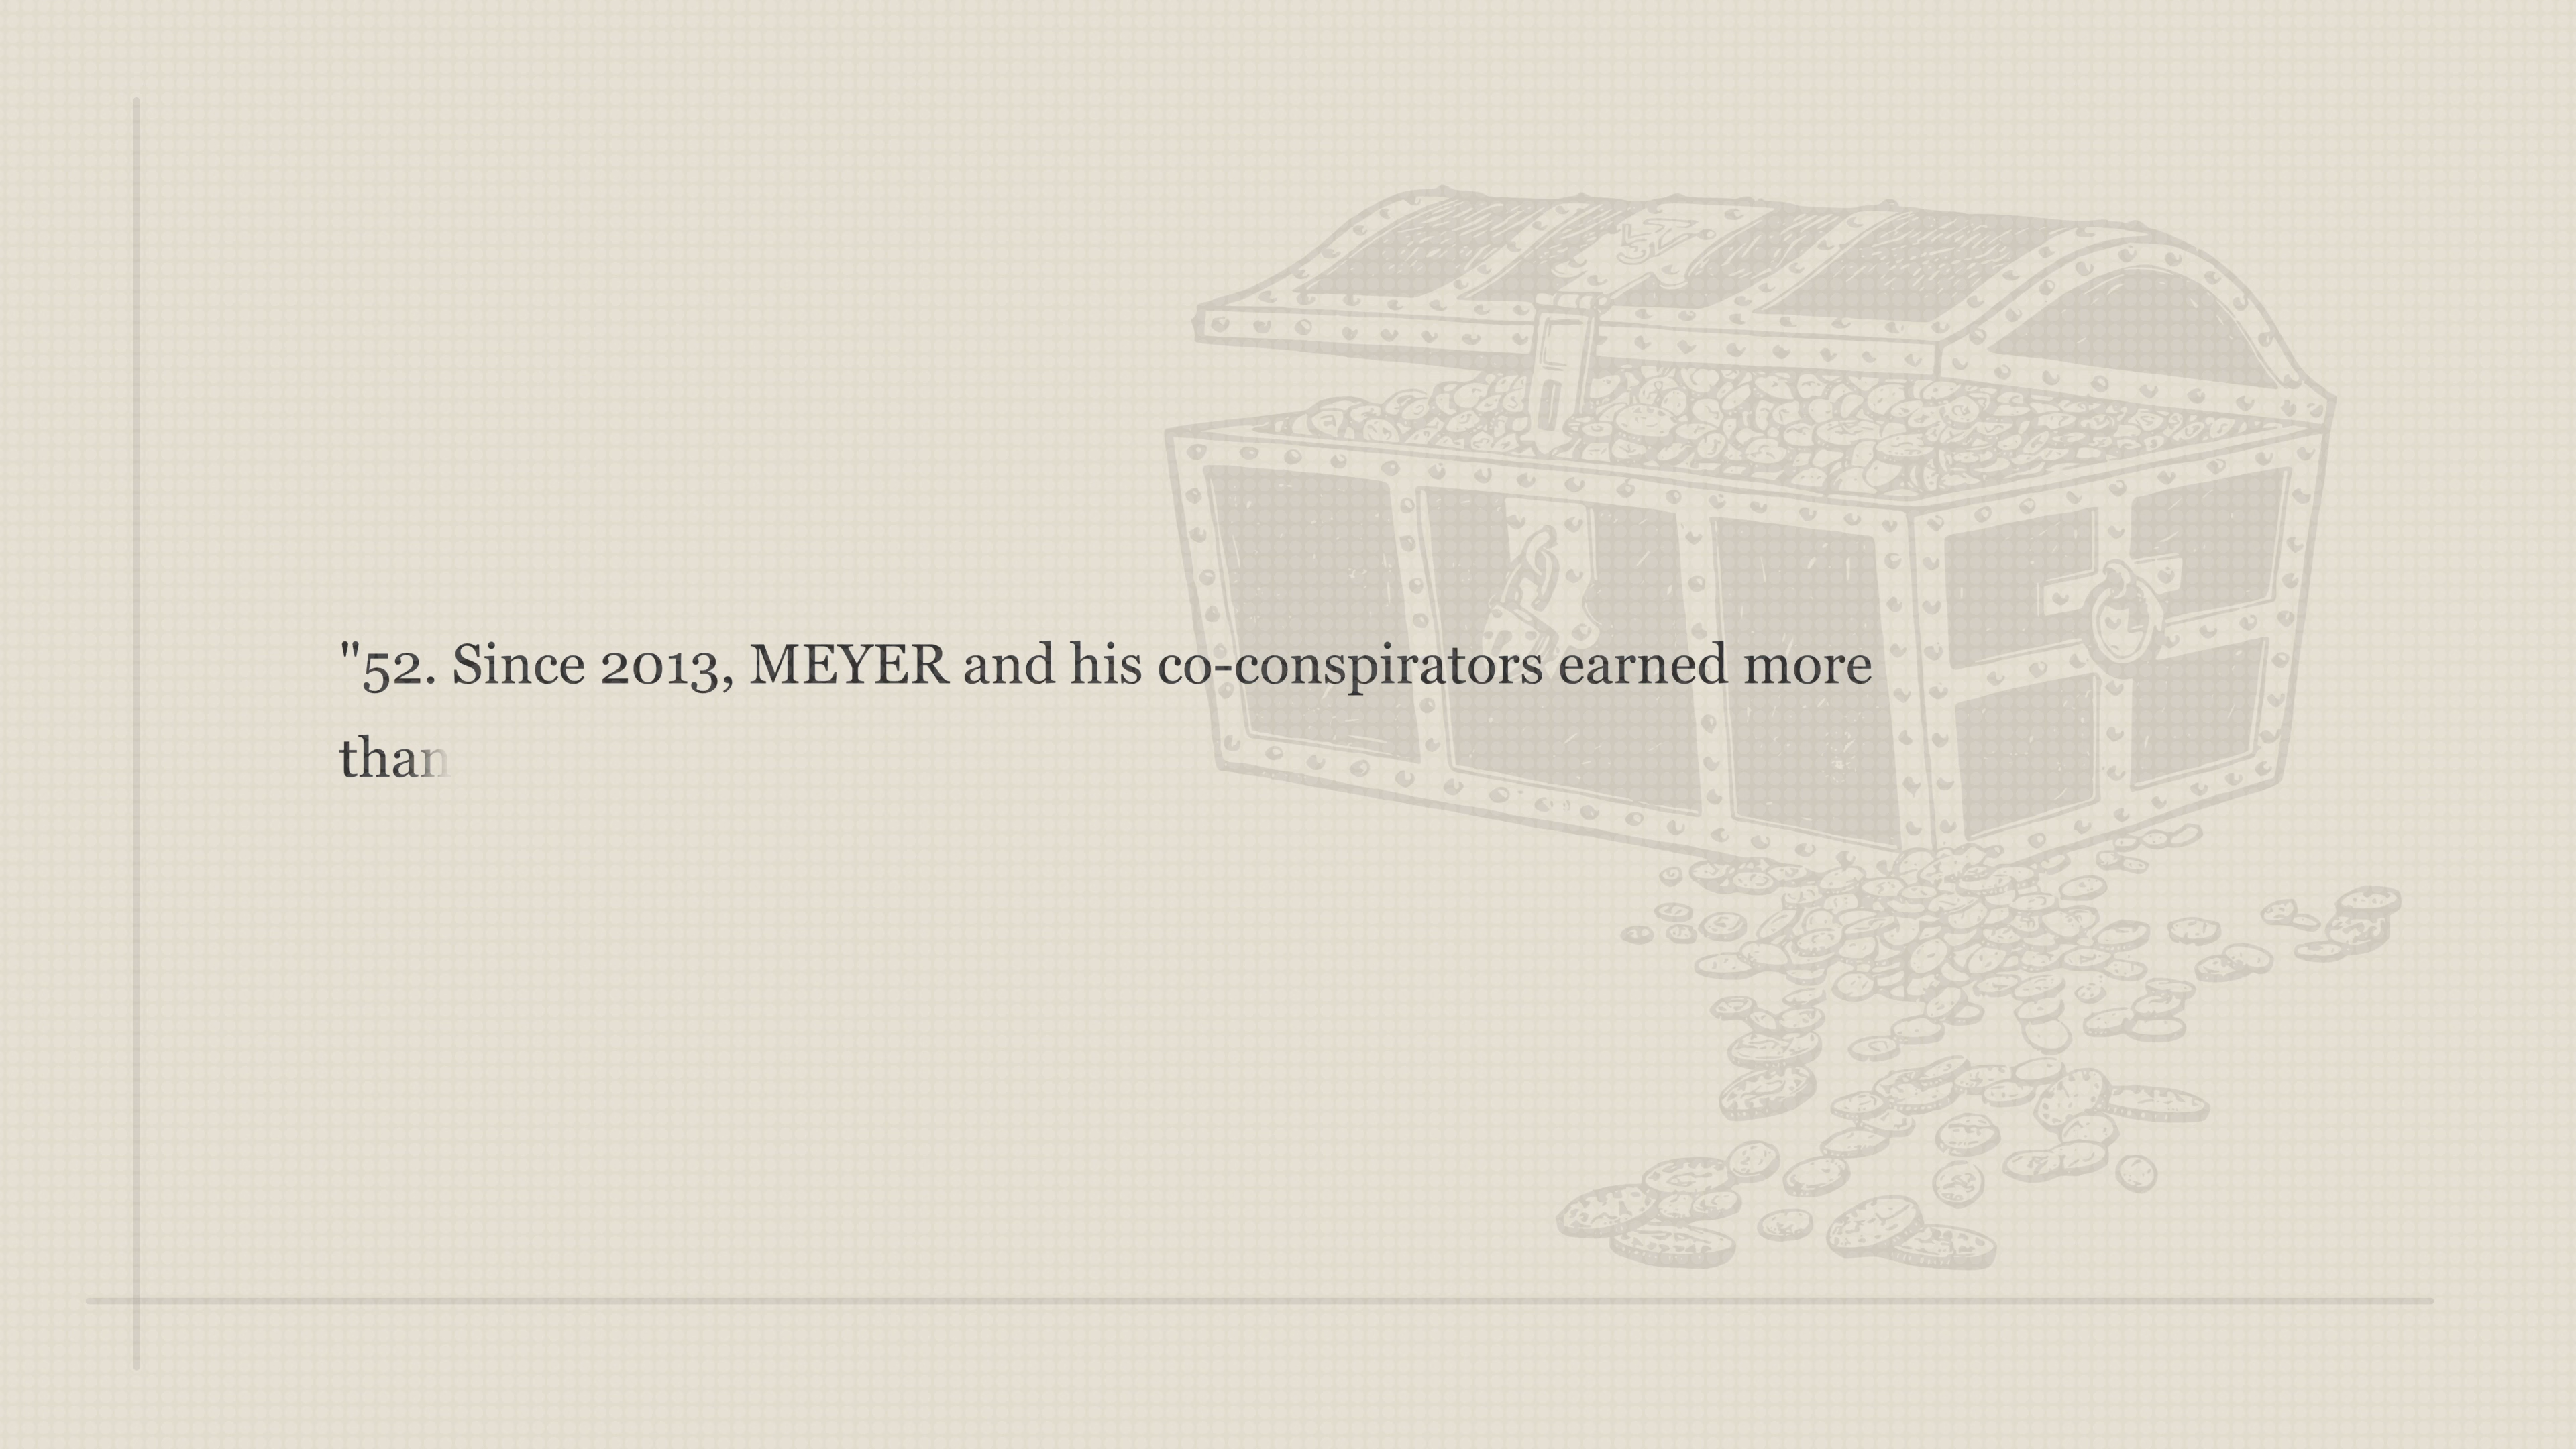 "52. Since 2013, MEYER and his co-conspirators earned more
than